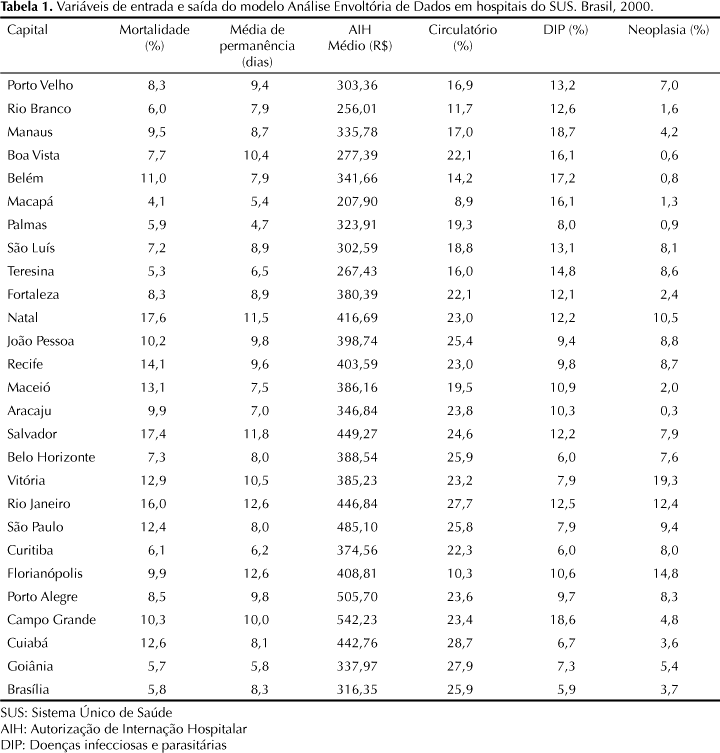 Tabela 1. Variáveis de entrada e saída do modelo Análise Envoltória de Dados em hospitais do SUS. Brasil, 2000.
Capital Mortalidade (%) Média de permanência (dias) AIH Médio (R$) Circulatório (%) DIP (%) Neoplasia (%)
Porto Velho 8,3 9,4 303,36 16,9 13,2 7,0
Rio Branco 6,0 7,9 256,01 11,7 12,6 1,6
Manaus 9,5 8,7 335,78 17,0 18,7 4,2
Boa Vista 7,7 10,4 277,39 22,1 16,1 0,6
Belém 11,0 7,9 341,66 14,2 17,2 0,8
Macapá 4,1 5,4 207,90 8,9 16,1 1,3
Palmas 5,9 4,7 323,91 19,3 8,0 0,9
São Luís 7,2 8,9 302,59 18,8 13,1 8,1
Teresina 5,3 6,5 267,43 16,0 14,8 8,6
Fortaleza 8,3 8,9 380,39 22,1 12,1 2,4
Natal 17,6 11,5 416,69 23,0 12,2 10,5
João Pessoa 10,2 9,8 398,74 25,4 9,4 8,8
Recife 14,1 9,6 403,59 23,0 9,8 8,7
Maceió 13,1 7,5 386,16 19,5 10,9 2,0
Aracaju 9,9 7,0 346,84 23,8 10,3 0,3
Salvador 17,4 11,8 449,27 24,6 12,2 7,9
Belo Horizonte 7,3 8,0 388,54 25,9 6,0 7,6
Vitória 12,9 10,5 385,23 23,2 7,9 19,3
Rio Janeiro 16,0 12,6 446,84 27,7 12,5 12,4
São Paulo 12,4 8,0 485,10 25,8 7,9 9,4
Curitiba 6,1 6,2 374,56 22,3 6,0 8,0
Florianópolis 9,9 12,6 408,81 10,3 10,6 14,8
Porto Alegre 8,5 9,8 505,70 23,6 9,7 8,3
Campo Grande 10,3 10,0 542,23 23,4 18,6 4,8
Cuiabá 12,6 8,1 442,76 28,7 6,7 3,6
Goiânia 5,7 5,8 337,97 27,9 7,3 5,4
Brasília 5,8 8,3 316,35 25,9 5,9 3,7
SUS: Sistema Único de Saúde
AIH: Autorização de Internação Hospitalar
DIP: Doenças infecciosas e parasitárias